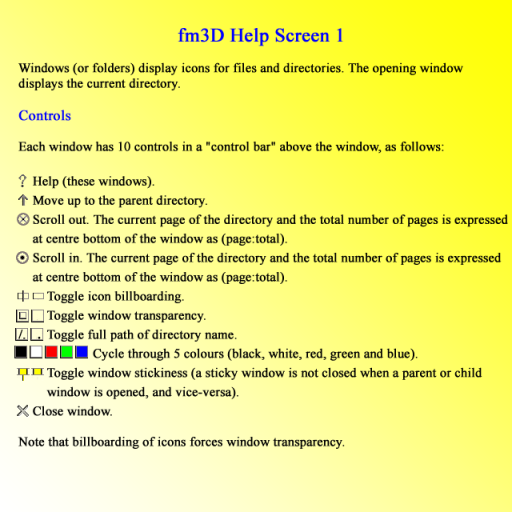 fm3D Help Screen 1
Windows (or folders) display icons for files and directories. The opening window
displays the current directory.
Controls
Each window has 10 controls in a "control bar" above the window, as follows:
? Help (these windows).
Move up to the parent directory.
Scroll out. The current page of the directory and the total number of pages is expressed
at centre bottom of the window as (page:total).
Scroll in. The current page of the directory and the total number of pages is expressed
at centre bottom of the window as (page:total).
Toggle icon billboarding.
Toggle window transparency.
Toggle full path of directory name.
Cycle through 5 colours (black, white, red, green and blue).
Toggle window stickiness (a sticky window is not closed when a parent or child
window is opened, and vice-versa).
Close window.
Note that billboarding of icons forces window transparency.